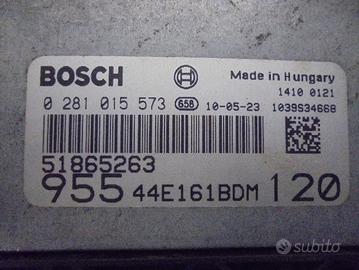 BOSCH
Made in Hungary
1410 0121
0 281 015 573 658 10-05-23 1039S34668
51865263
955 44E161BDM 120
subito